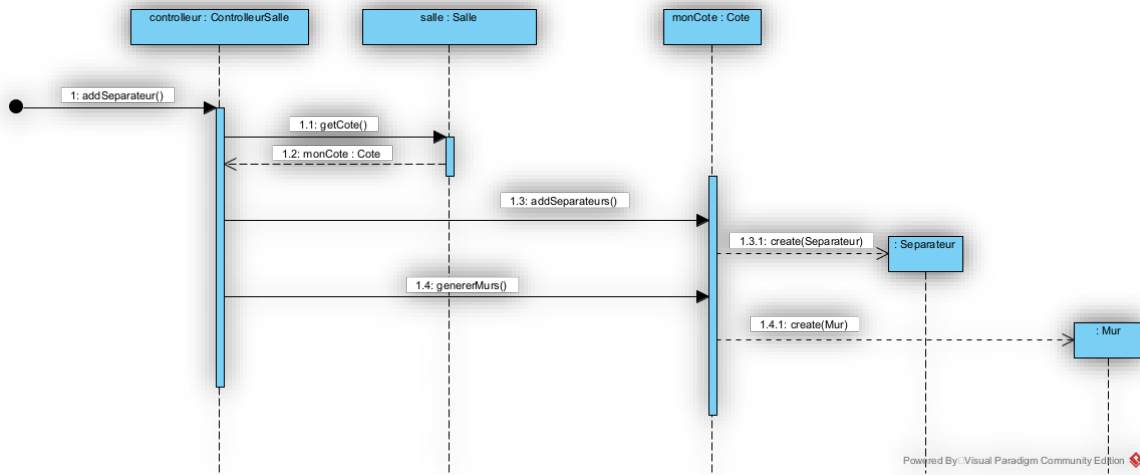 controlleur : ControlleurSalle
salle : Salle
monCote : Cote
1: addSeparateur()
1.1: getCote()
1.2: monCote : Cote
1.3: addSeparateurs()
1.3.1: create(Separateur)
: Separateur
1.4: genererMurs()
1.4.1: create(Mur)
: Mur
Powered By Visual Paradigm Community Edition